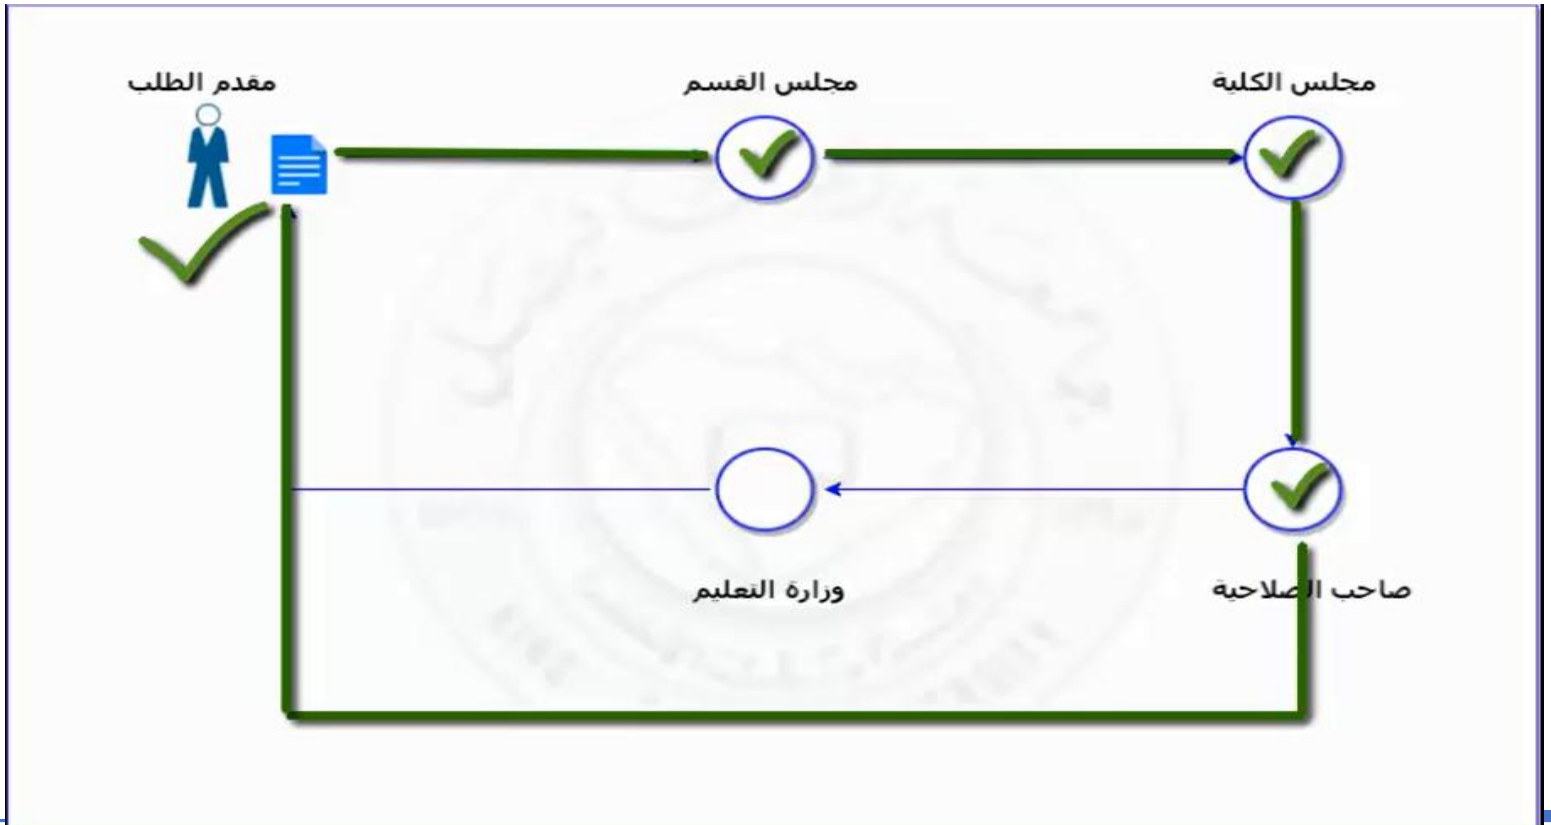 مجلس الكلية
مجلس القسم
مقدم الطلب
صاحب الصلاحية
وزارة التعليم